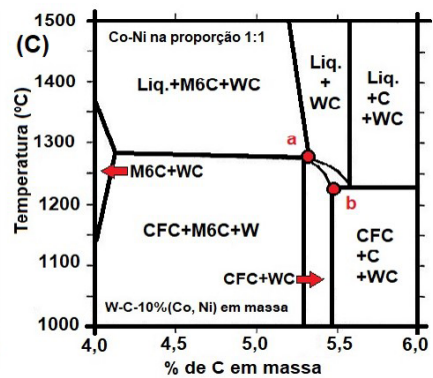 (C)
Co-Ni na proporção 1:1
Liq.+M6C+WC
Liq.
+
WC
Liq.
+C
+WC
a
M6C+WC
b
CFC+M6C+W
CFC+WC
CFC
+C
+WC
W-C-10%(Co, Ni) em massa
Temperatura (ºC)
1500
1400
1300
1200
1100
1000
4,0
4,5
5,0
5,5
6,0
% de C em massa